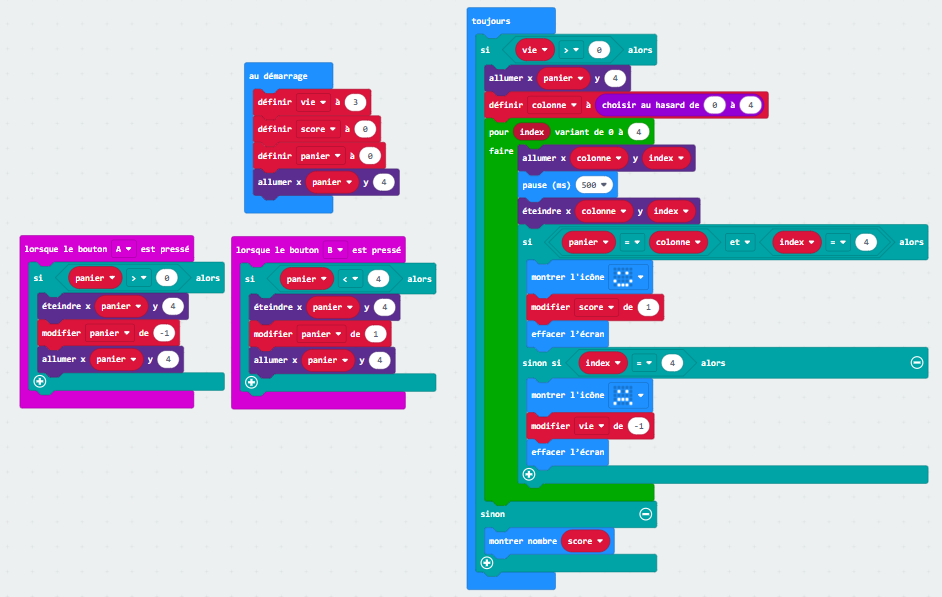 au démarrage
définir vie à 3
définir score à 0
définir panier à 0
allumer x panier y 4
lorsque le bouton A est pressé
si panier > 0 alors
éteindre x panier y 4
modifier panier de -1
allumer x panier y 4
lorsque le bouton B est pressé
si panier < 4 alors
éteindre x panier y 4
modifier panier de 1
allumer x panier y 4
toujours
si vie > 0 alors
allumer x panier y 4
définir colonne à choisir au hasard de 0 à 4
pour index variant de 0 à 4
faire
allumer x colonne y index
pause (ms) 500
éteindre x colonne y index
si panier = colonne et index = 4 alors
montrer l'icône
modifier score de 1
effacer l'écran
sinon si index = 4 alors
montrer l'icône
modifier vie de -1
effacer l'écran
sinon
montrer nombre score